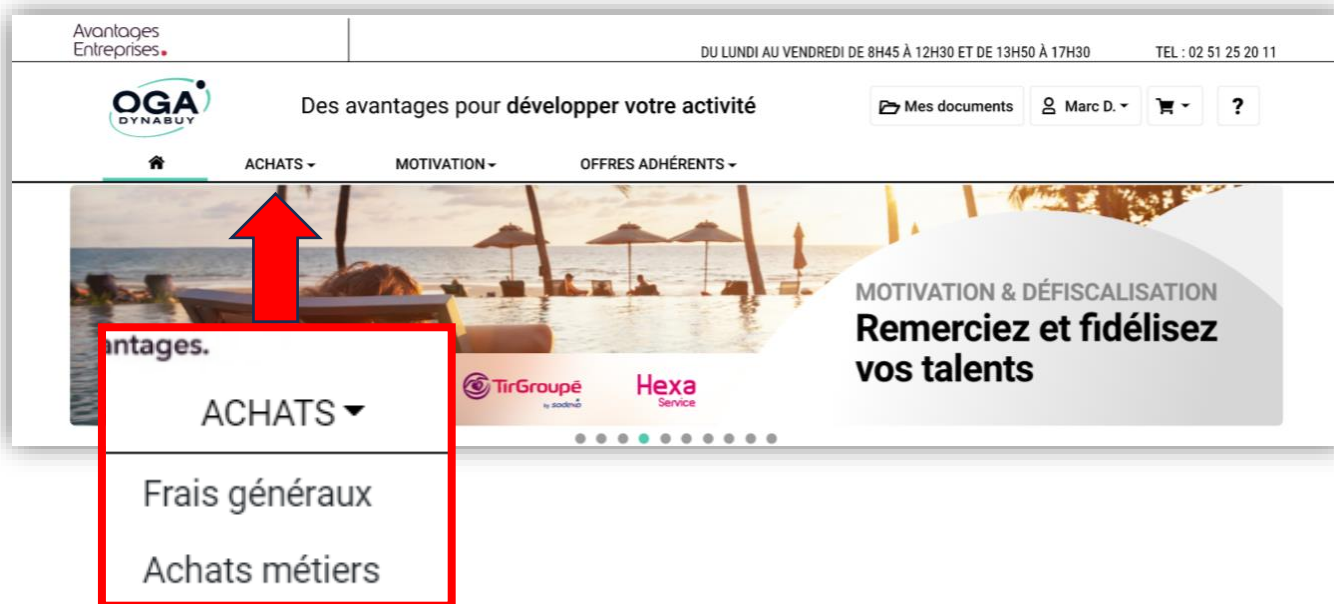 Avantages
Entreprises.
DU LUNDI AU VENDREDI DE 8H45 À 12H30 ET DE 13H50 À 17H30 TEL : 02 51 25 20 11
OGA
DYNABUY
Des avantages pour développer votre activité
Mes documents
Marc D.
?
ACHATS
MOTIVATION
OFFRES ADHÉRENTS
MOTIVATION & DÉFISCALISATION
Remerciez et fidélisez
vos talents
TirGroupé
by sodexo
Hexa
Service
antages.
ACHATS
Frais généraux
Achats métiers